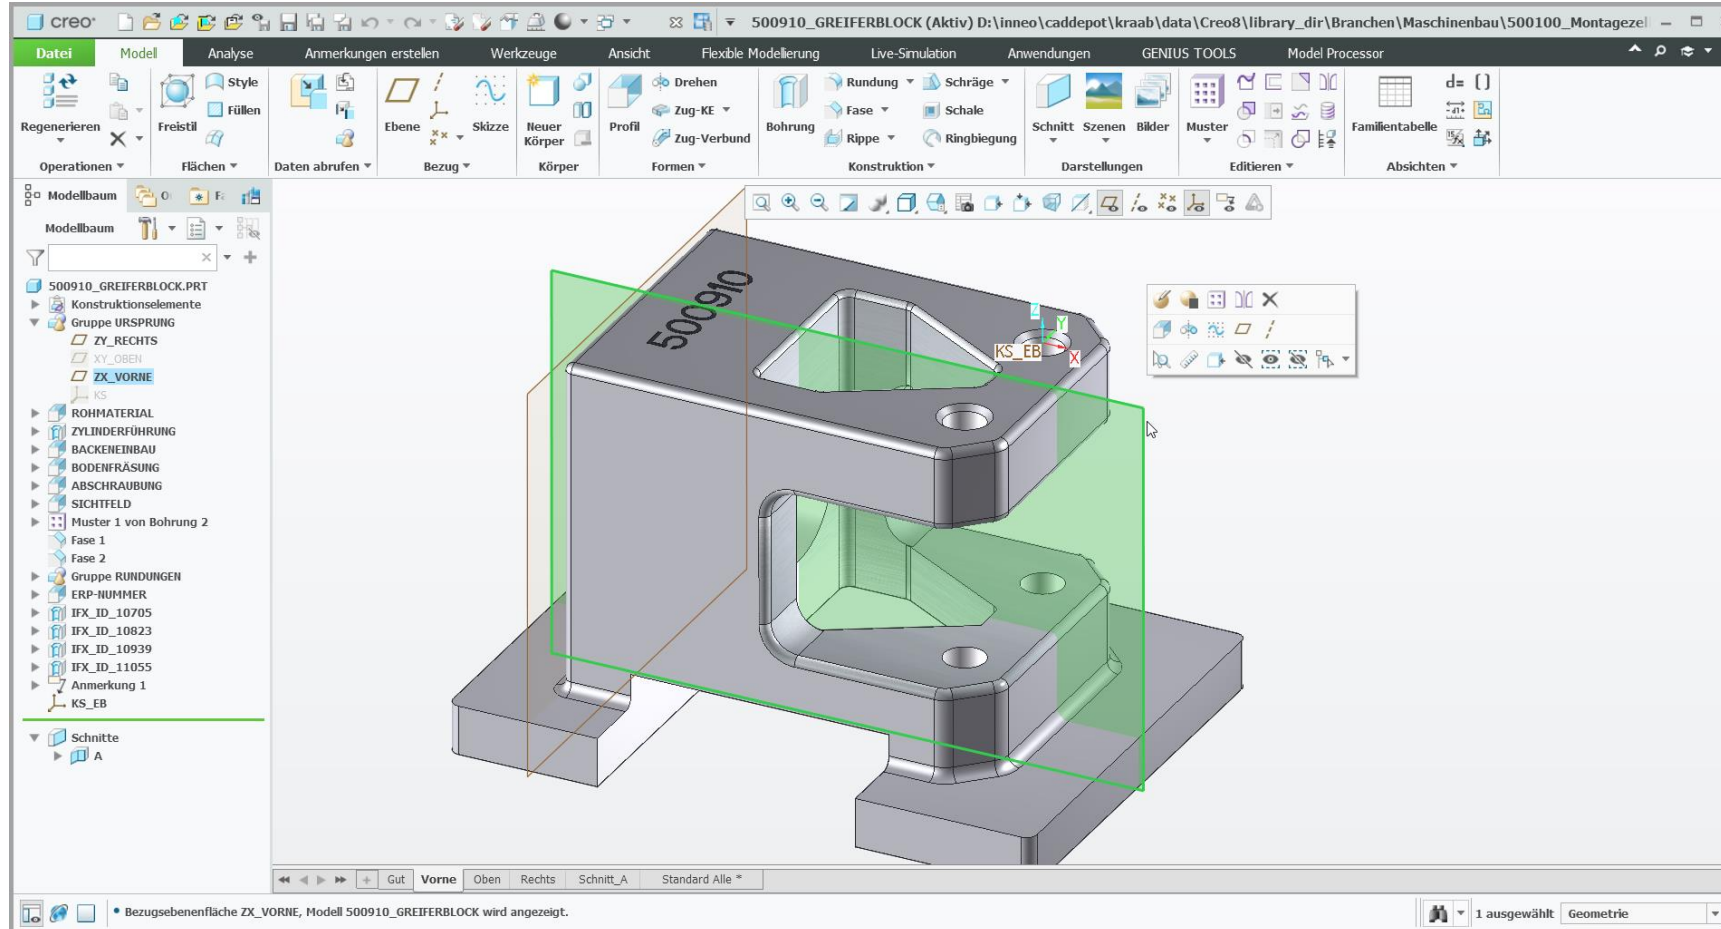 creo® 500910_GREIFERBLOCK (Aktiv) D:\inneo\caddepot\kraab\data\Creo8\library_dir\Branchen\Maschinenbau\500100_Montagezel
Datei Modell Analyse Anmerkungen erstellen Werkzeuge Ansicht Flexible Modellierung Live-Simulation Anwendungen GENIUS TOOLS Model Processor
Style Drehen Rundung Schräge d= ( )
Füllen Zug-KE Fase Schale
Regenerieren Freistil Ebene Skizze Neuer Körper Profil Zug-Verbund Bohrung Rippe Ringbiegung Schnitt Szenen Bilder Muster Familientabelle
Operationen Flächen Daten abrufen Bezug Körper Formen Konstruktion Darstellungen Editieren Absichten
Modellbaum
Modellbaum
500910_GREIFERBLOCK.PRT
Konstruktionselemente
Gruppe URSPRUNG
ZY_RECHTS
XY_OBEN
ZX_VORNE
KS
ROHMATERIAL
ZYLINDERFÜHRUNG
BACKENEINBAU
BODENFRÄSUNG
ABSCHRAUBUNG
SICHTFELD
Muster 1 von Bohrung 2
Fase 1
Fase 2
Gruppe RUNDUNGEN
ERP-NUMMER
IFX_ID_10705
IFX_ID_10823
IFX_ID_10939
IFX_ID_11055
Anmerkung 1
KS_EB
Schnitte
A
500910
Z
Y
KS_EB
X
Gut Vorne Oben Rechts Schnitt_A Standard Alle *
• Bezugsebenenfläche ZX_VORNE, Modell 500910_GREIFERBLOCK wird angezeigt.
1 ausgewählt Geometrie